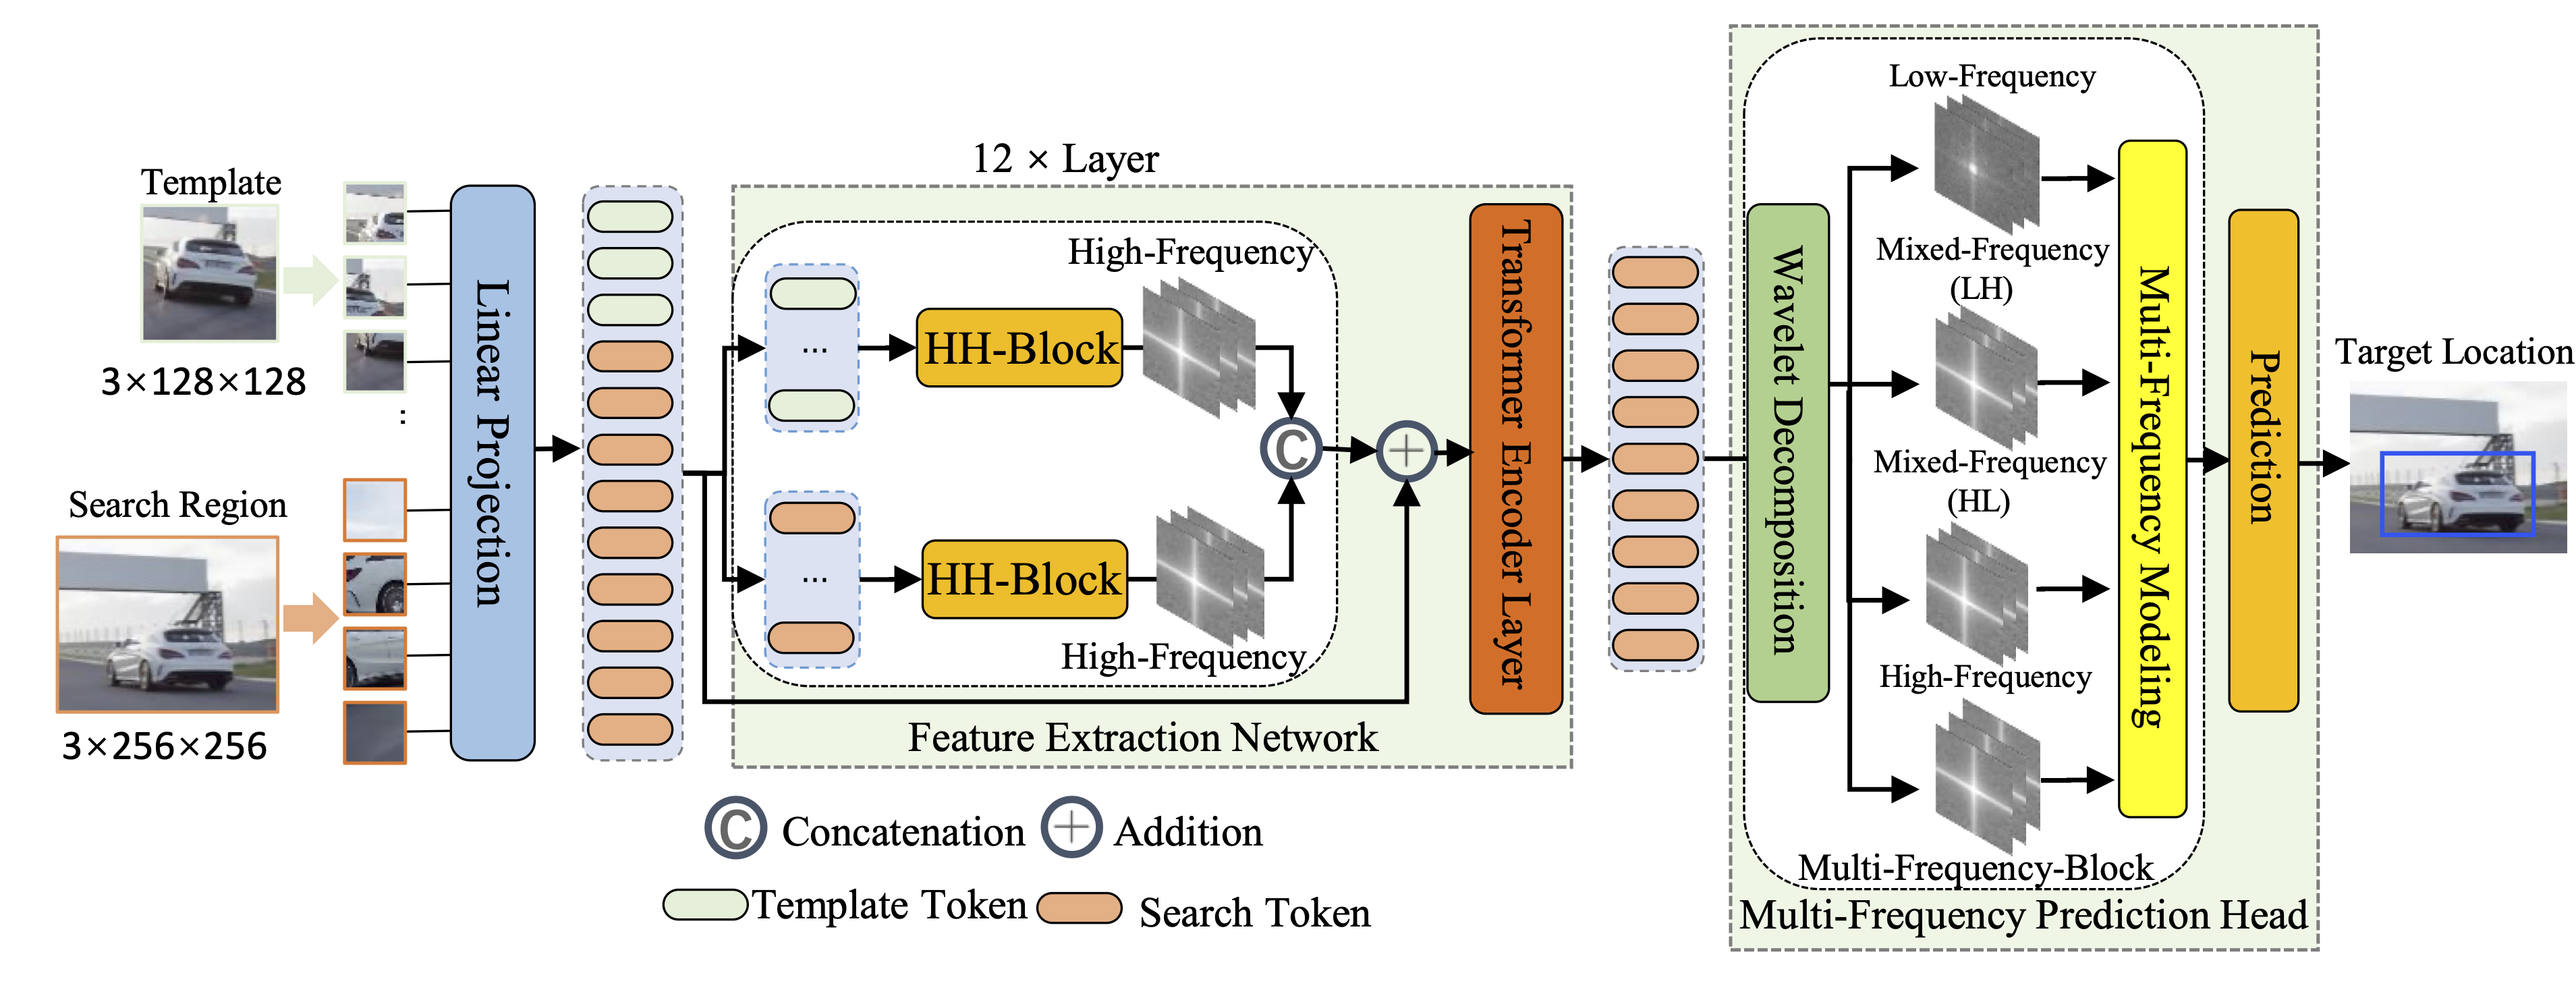 Template
3×128×128
:
Search Region
3×256×256
Linear Projection
12 × Layer
...
HH-Block
High-Frequency
...
HH-Block
High-Frequency
C
+
Transformer Encoder Layer
Feature Extraction Network
C Concatenation
+ Addition
Template Token
Search Token
Wavelet Decomposition
Low-Frequency
Mixed-Frequency
(LH)
Mixed-Frequency
(HL)
High-Frequency
Multi-Frequency Modeling
Multi-Frequency-Block
Prediction
Multi-Frequency Prediction Head
Target Location